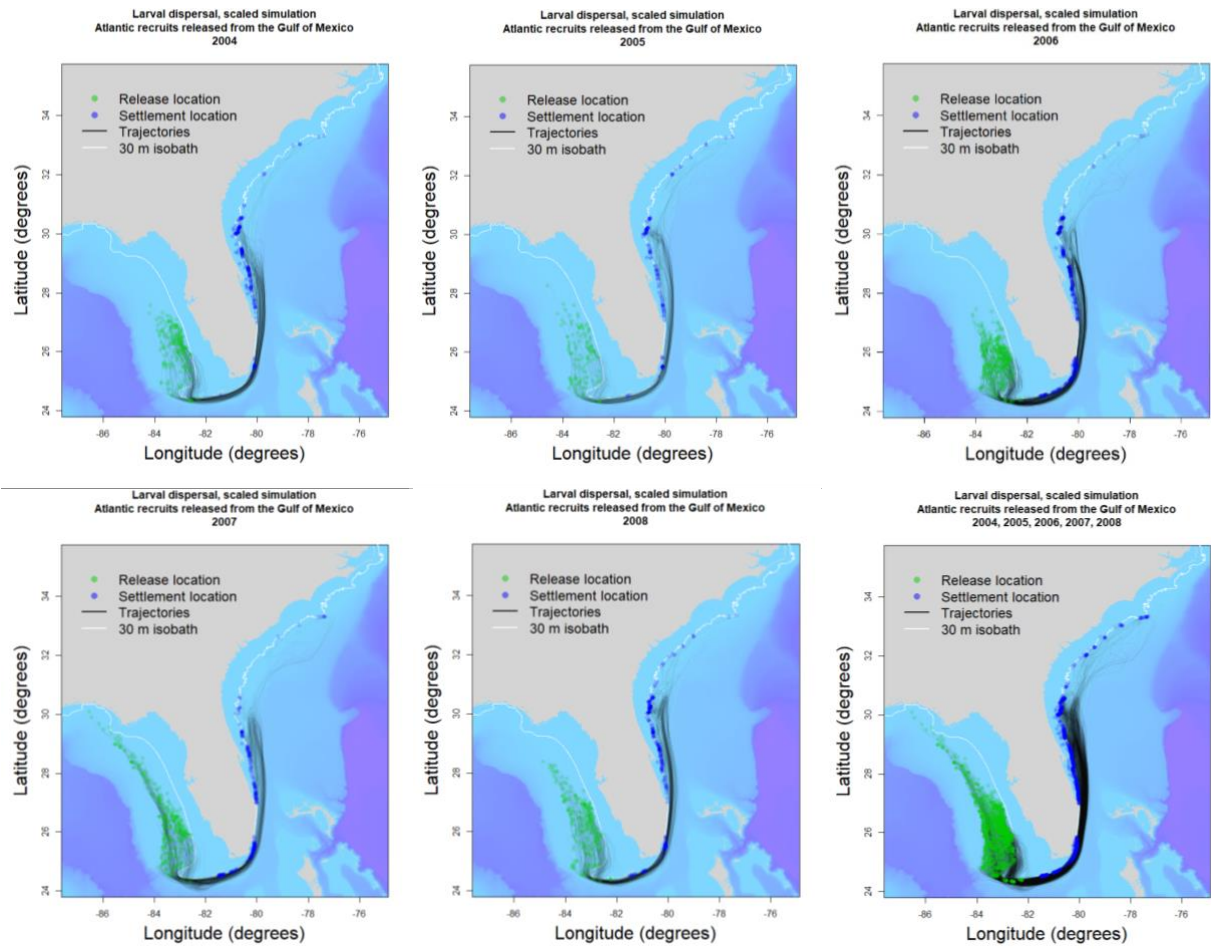 Larval dispersal, scaled simulation
Atlantic recruits released from the Gulf of Mexico
2004
Release location
Settlement location
Trajectories
30 m isobath
Latitude (degrees)
34
32
30
28
26
24
-86
-84
-82
-80
-78
-76
Longitude (degrees)
Larval dispersal, scaled simulation
Atlantic recruits released from the Gulf of Mexico
2005
Release location
Settlement location
Trajectories
30 m isobath
Latitude (degrees)
34
32
30
28
26
24
-86
-84
-82
-80
-78
-76
Longitude (degrees)
Larval dispersal, scaled simulation
Atlantic recruits released from the Gulf of Mexico
2006
Release location
Settlement location
Trajectories
30 m isobath
Latitude (degrees)
34
32
30
28
26
24
-86
-84
-82
-80
-78
-76
Longitude (degrees)
Larval dispersal, scaled simulation
Atlantic recruits released from the Gulf of Mexico
2007
Release location
Settlement location
Trajectories
30 m isobath
Latitude (degrees)
34
32
30
28
26
24
-86
-84
-82
-80
-78
-76
Longitude (degrees)
Larval dispersal, scaled simulation
Atlantic recruits released from the Gulf of Mexico
2008
Release location
Settlement location
Trajectories
30 m isobath
Latitude (degrees)
34
32
30
28
26
24
-86
-84
-82
-80
-78
-76
Longitude (degrees)
Larval dispersal, scaled simulation
Atlantic recruits released from the Gulf of Mexico
2004, 2005, 2006, 2007, 2008
Release location
Settlement location
Trajectories
30 m isobath
Latitude (degrees)
34
32
30
28
26
24
-86
-84
-82
-80
-78
-76
Longitude (degrees)